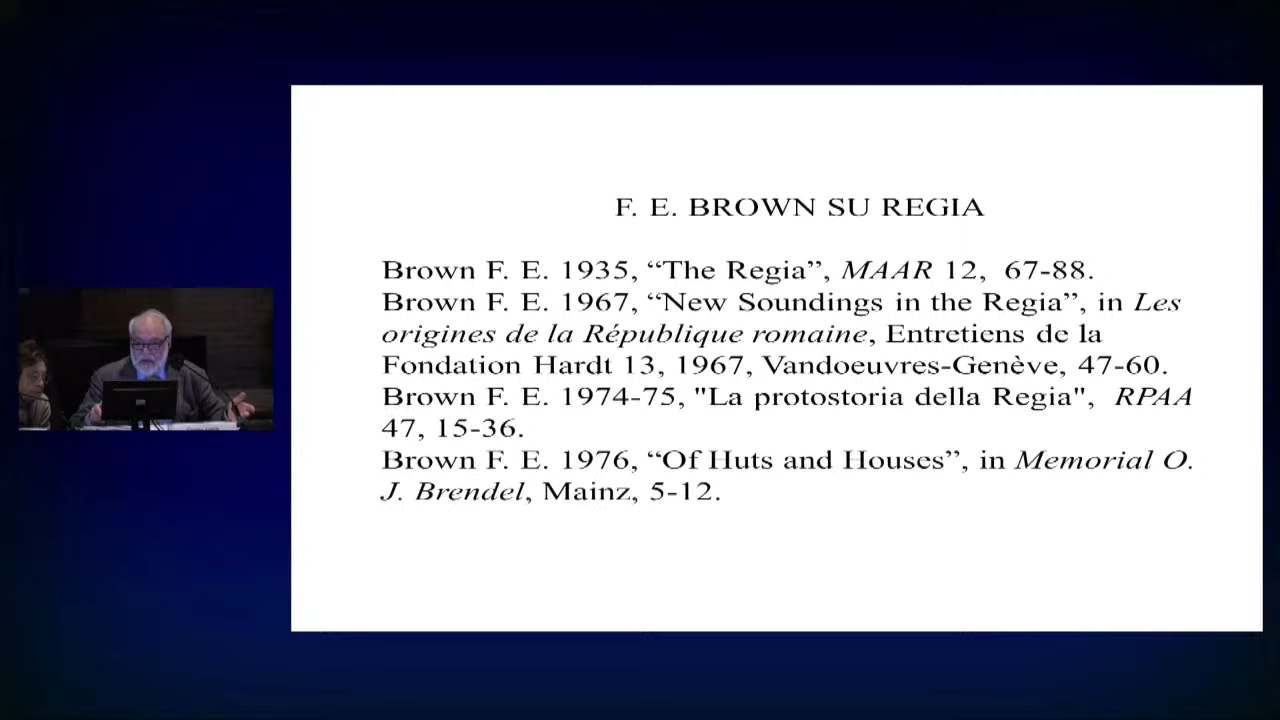 F. E. BROWN SU REGIA
Brown F. E. 1935, “The Regia”, MAAR 12,  67-88.
Brown F. E. 1967, “New Soundings in the Regia”, in Les
origines de la République romaine, Entretiens de la
Fondation Hardt 13, 1967, Vandoeuvres-Genève, 47-60.
Brown F. E. 1974-75, "La protostoria della Regia",  RPAA
47, 15-36.
Brown F. E. 1976, “Of Huts and Houses”, in Memorial O.
J. Brendel, Mainz, 5-12.